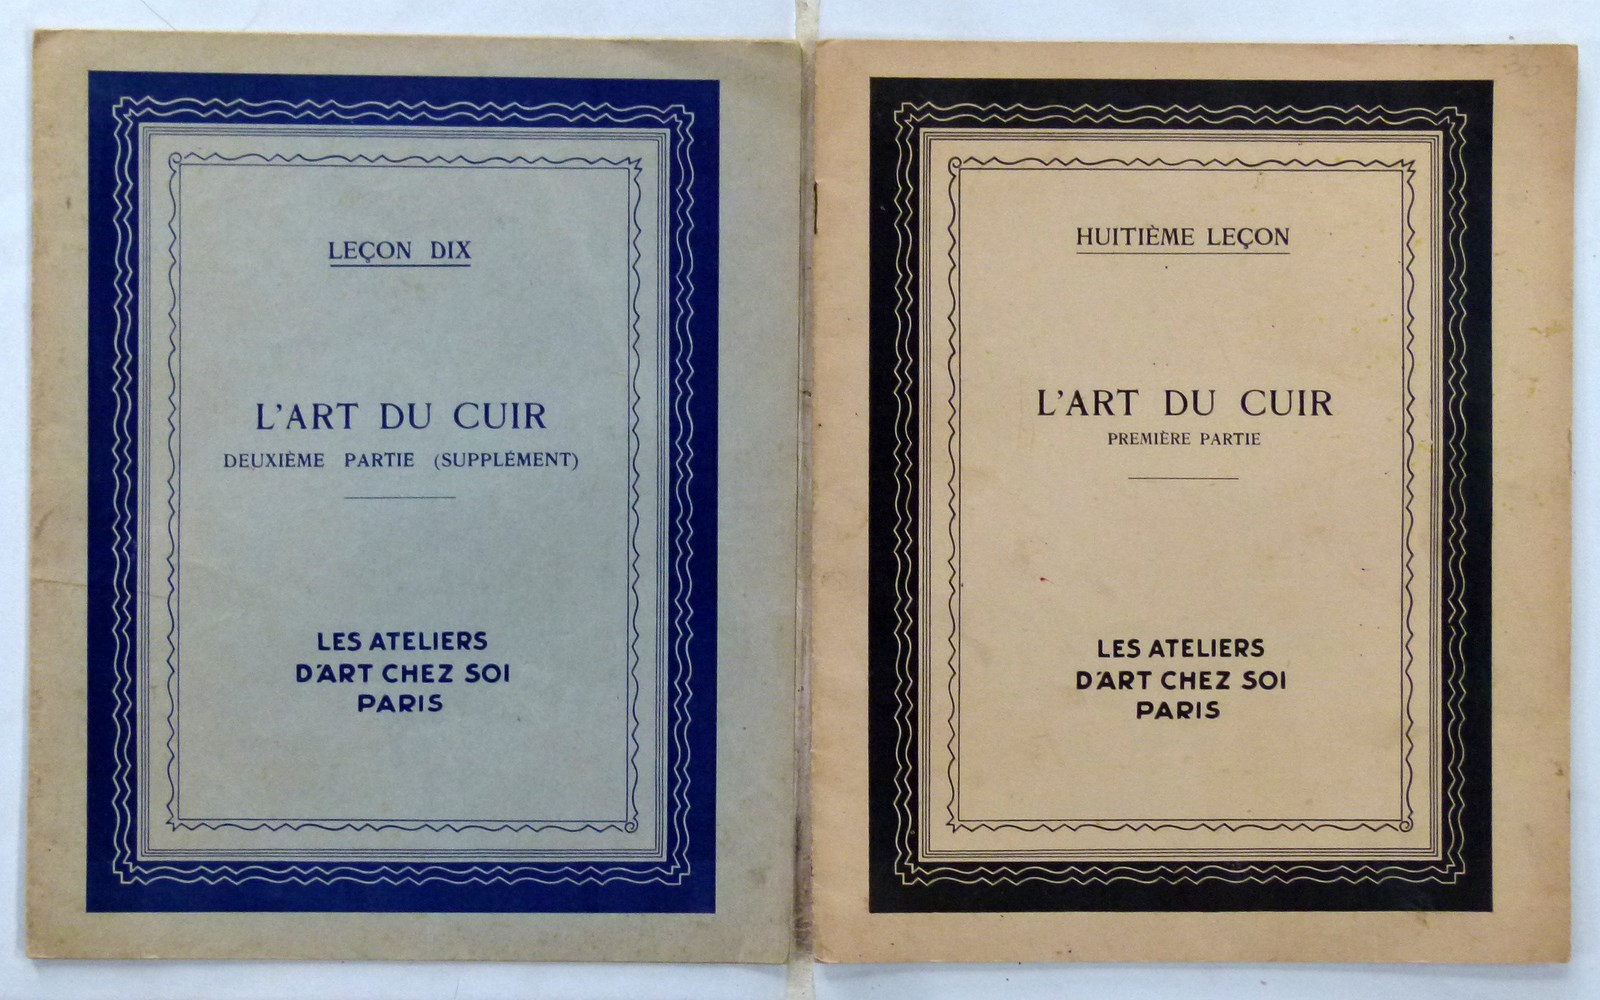 LEÇON DIX
L'ART DU CUIR
DEUXIÈME PARTIE (SUPPLÉMENT)
LES ATELIERS
D'ART CHEZ SOI
PARIS
HUITIÈME LEÇON
L'ART DU CUIR
PREMIÈRE PARTIE
LES ATELIERS
D'ART CHEZ SOI
PARIS